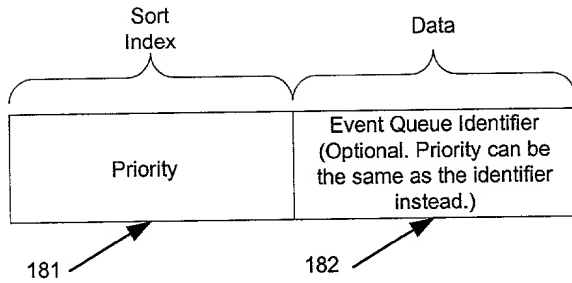 Sort
Index
Data
Priority
Event Queue Identifier
(Optional. Priority can be
the same as the identifier
instead.)
181
182